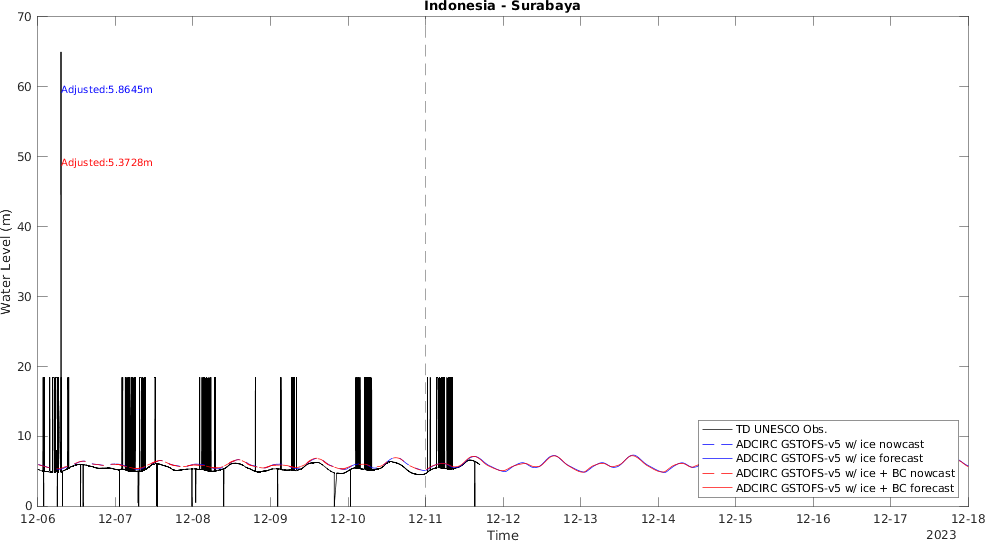 Indonesia - Surabaya
70
60
50
40
30
20
10
0
Water Level (m)
Adjusted:5.8645m
Adjusted:5.3728m
TD UNESCO Obs.
ADCIRC GSTOFS-v5 w/ ice nowcast
ADCIRC GSTOFS-v5 w/ ice forecast
ADCIRC GSTOFS-v5 w/ ice + BC nowcast
ADCIRC GSTOFS-v5 w/ ice + BC forecast
12-06 12-07 12-08 12-09 12-10 12-11 12-12 12-13 12-14 12-15 12-16 12-17 12-18
Time
2023